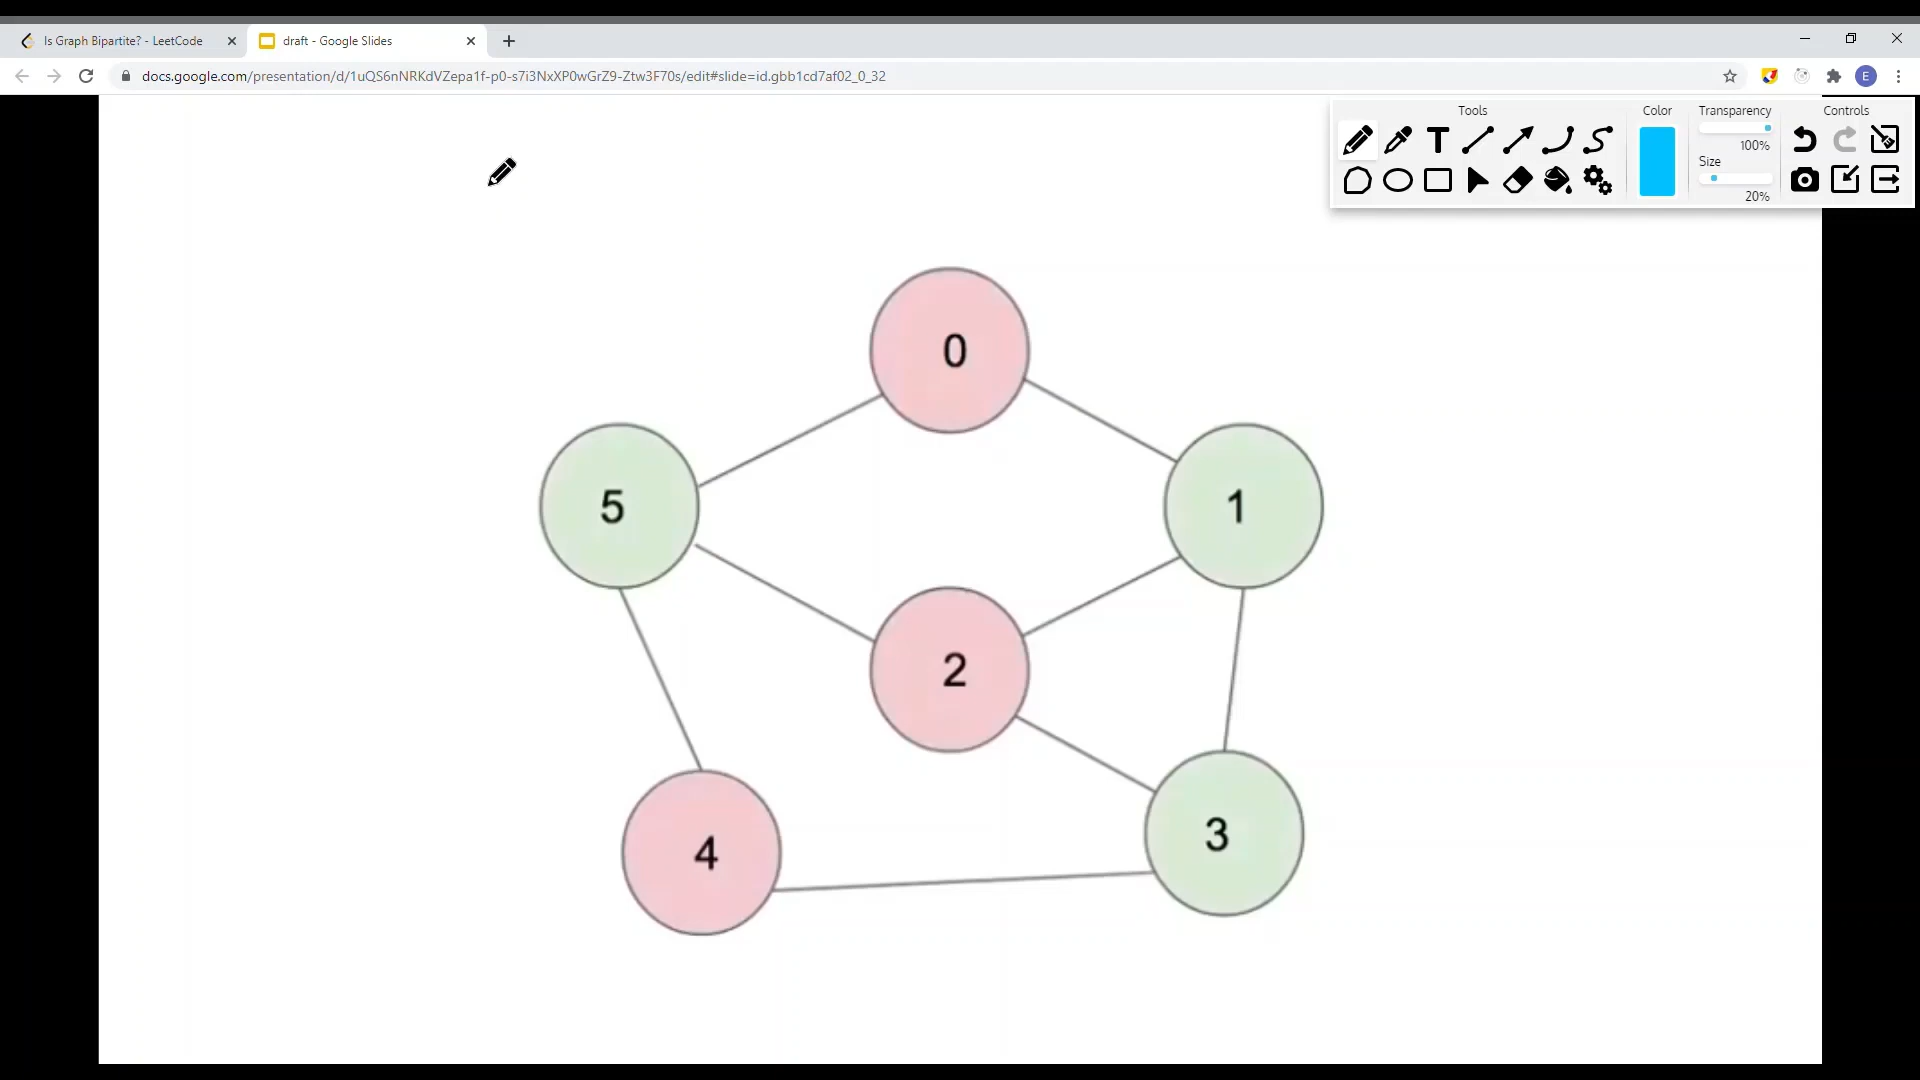 Is Graph Bipartite? - LeetCode
draft - Google Slides
docs.google.com/presentation/d/1uQS6nNRKdVZepa1f-p0-s7i3NxXP0wGrZ9-Ztw3F70s/edit#slide=id.gbb1cd7af02_0_32
E
Tools
Color
Transparency
Controls
100%
Size
20%
T
0
5
1
2
4
3